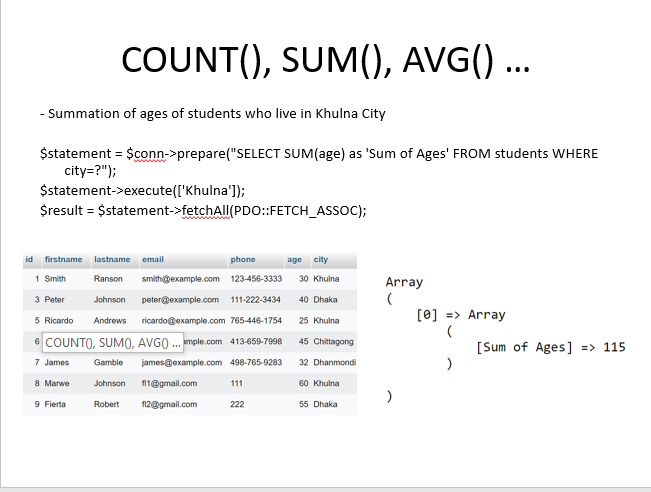 COUNT(), SUM(), AVG() ...
- Summation of ages of students who live in Khulna City
$statement = $conn->prepare("SELECT SUM(age) as 'Sum of Ages' FROM students WHERE
city=?");
$statement->execute(['Khulna']);
$result = $statement->fetchAll(PDO::FETCH_ASSOC);
id firstname lastname email phone age city
1 Smith Ranson smith@example.com 123-456-3333 30 Khulna
3 Peter Johnson peter@example.com 111-222-3434 40 Dhaka
5 Ricardo Andrews ricardo@example.com 765-446-1754 25 Khulna
6 COUNT(), SUM(), AVG() ... ample.com 413-659-7998 45 Chittagong
7 James Gamble james@example.com 498-765-9283 32 Dhanmondi
8 Marwe Johnson fl1@gmail.com 111 60 Khulna
9 Fierta Robert fl2@gmail.com 222 55 Dhaka
Array
(
[0] => Array
(
[Sum of Ages] => 115
)
)